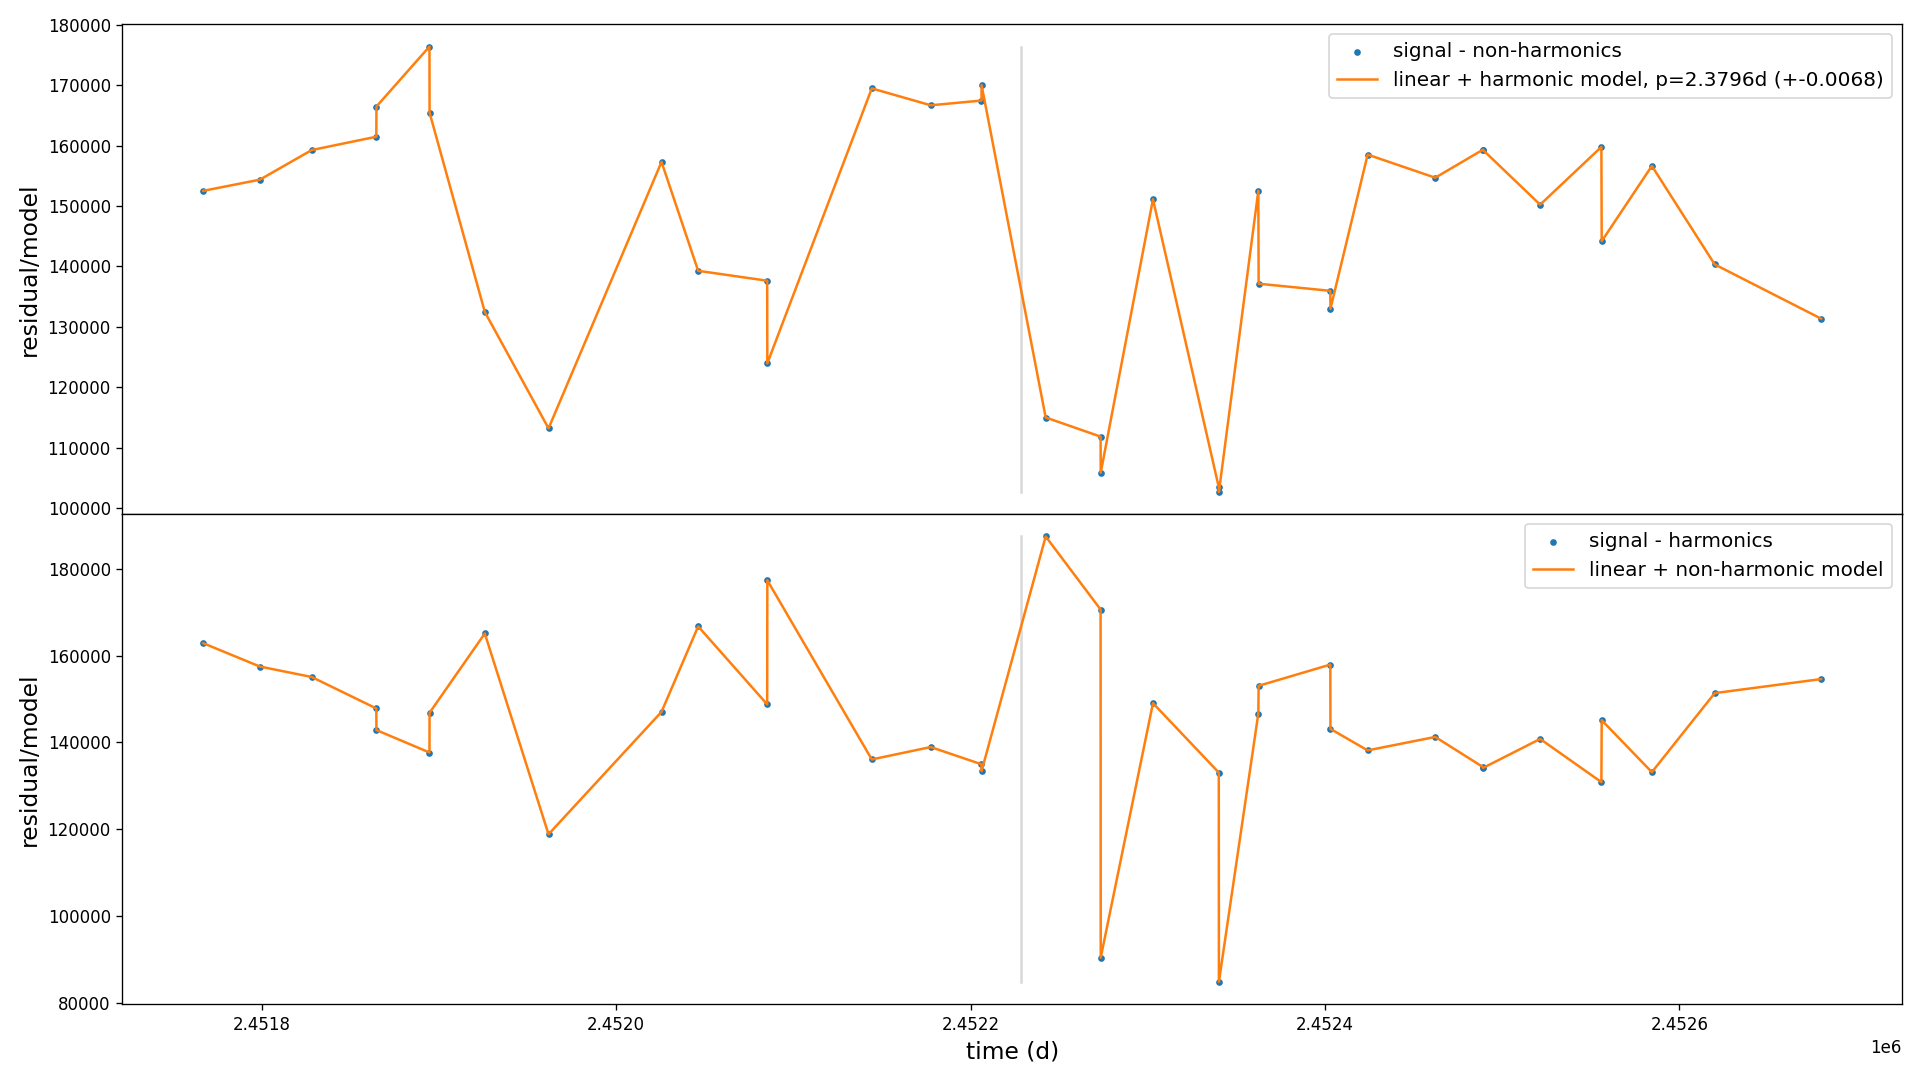 180000
170000
160000
150000
140000
130000
120000
110000
100000
residual/model
signal - non-harmonics
linear + harmonic model, p=2.3796d (+-0.0068)
180000
160000
140000
120000
100000
80000
residual/model
signal - harmonics
linear + non-harmonic model
2.4518 2.4520 2.4522 2.4524 2.4526
time (d)
1e6